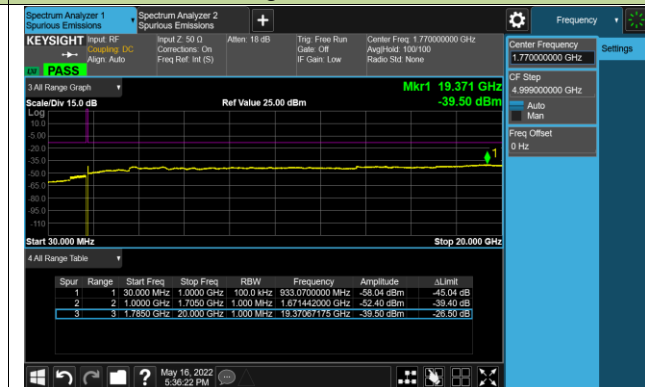 Spectrum Analyzer 1
Spurious Emissions
Spectrum Analyzer 2
Spurious Emissions
+
Frequency
KEYSIGHT
Input: RF
Coupling: DC
Align: Auto
Input Z: 50 Ω
Corrections: On
Freq Ref: Int (S)
Atten: 18 dB
Trig: Free Run
Gate: Off
IF Gain: Low
Center Freq: 1.770000000 GHz
Avg|Hold: 100/100
Radio Std: None
PASS
Center Frequency
1.770000000 GHz
Settings
CF Step
4.999000000 GHz
Auto
Man
Freq Offset
0 Hz
3 All Range Graph
Mkr1 19.371 GHz
Scale/Div 15.0 dB
Ref Value 25.00 dBm
-39.50 dBm
Log
10.0
-5.00
-20.0
-35.0
-50.0
-65.0
-80.0
-95.0
-110
1
Start 30.000 MHz
Stop 20.000 GHz
4 All Range Table
Spur Range Start Freq Stop Freq RBW Frequency Amplitude ΔLimit
1 1 30.000 MHz 1.0000 GHz 100.0 kHz 933.0700000 MHz -58.04 dBm -45.04 dB
2 2 1.0000 GHz 1.7050 GHz 1.000 MHz 1.671442000 GHz -52.40 dBm -39.40 dB
3 3 1.7850 GHz 20.000 GHz 1.000 MHz 19.37067175 GHz -39.50 dBm -26.50 dB
?
May 16, 2022
5:36:22 PM